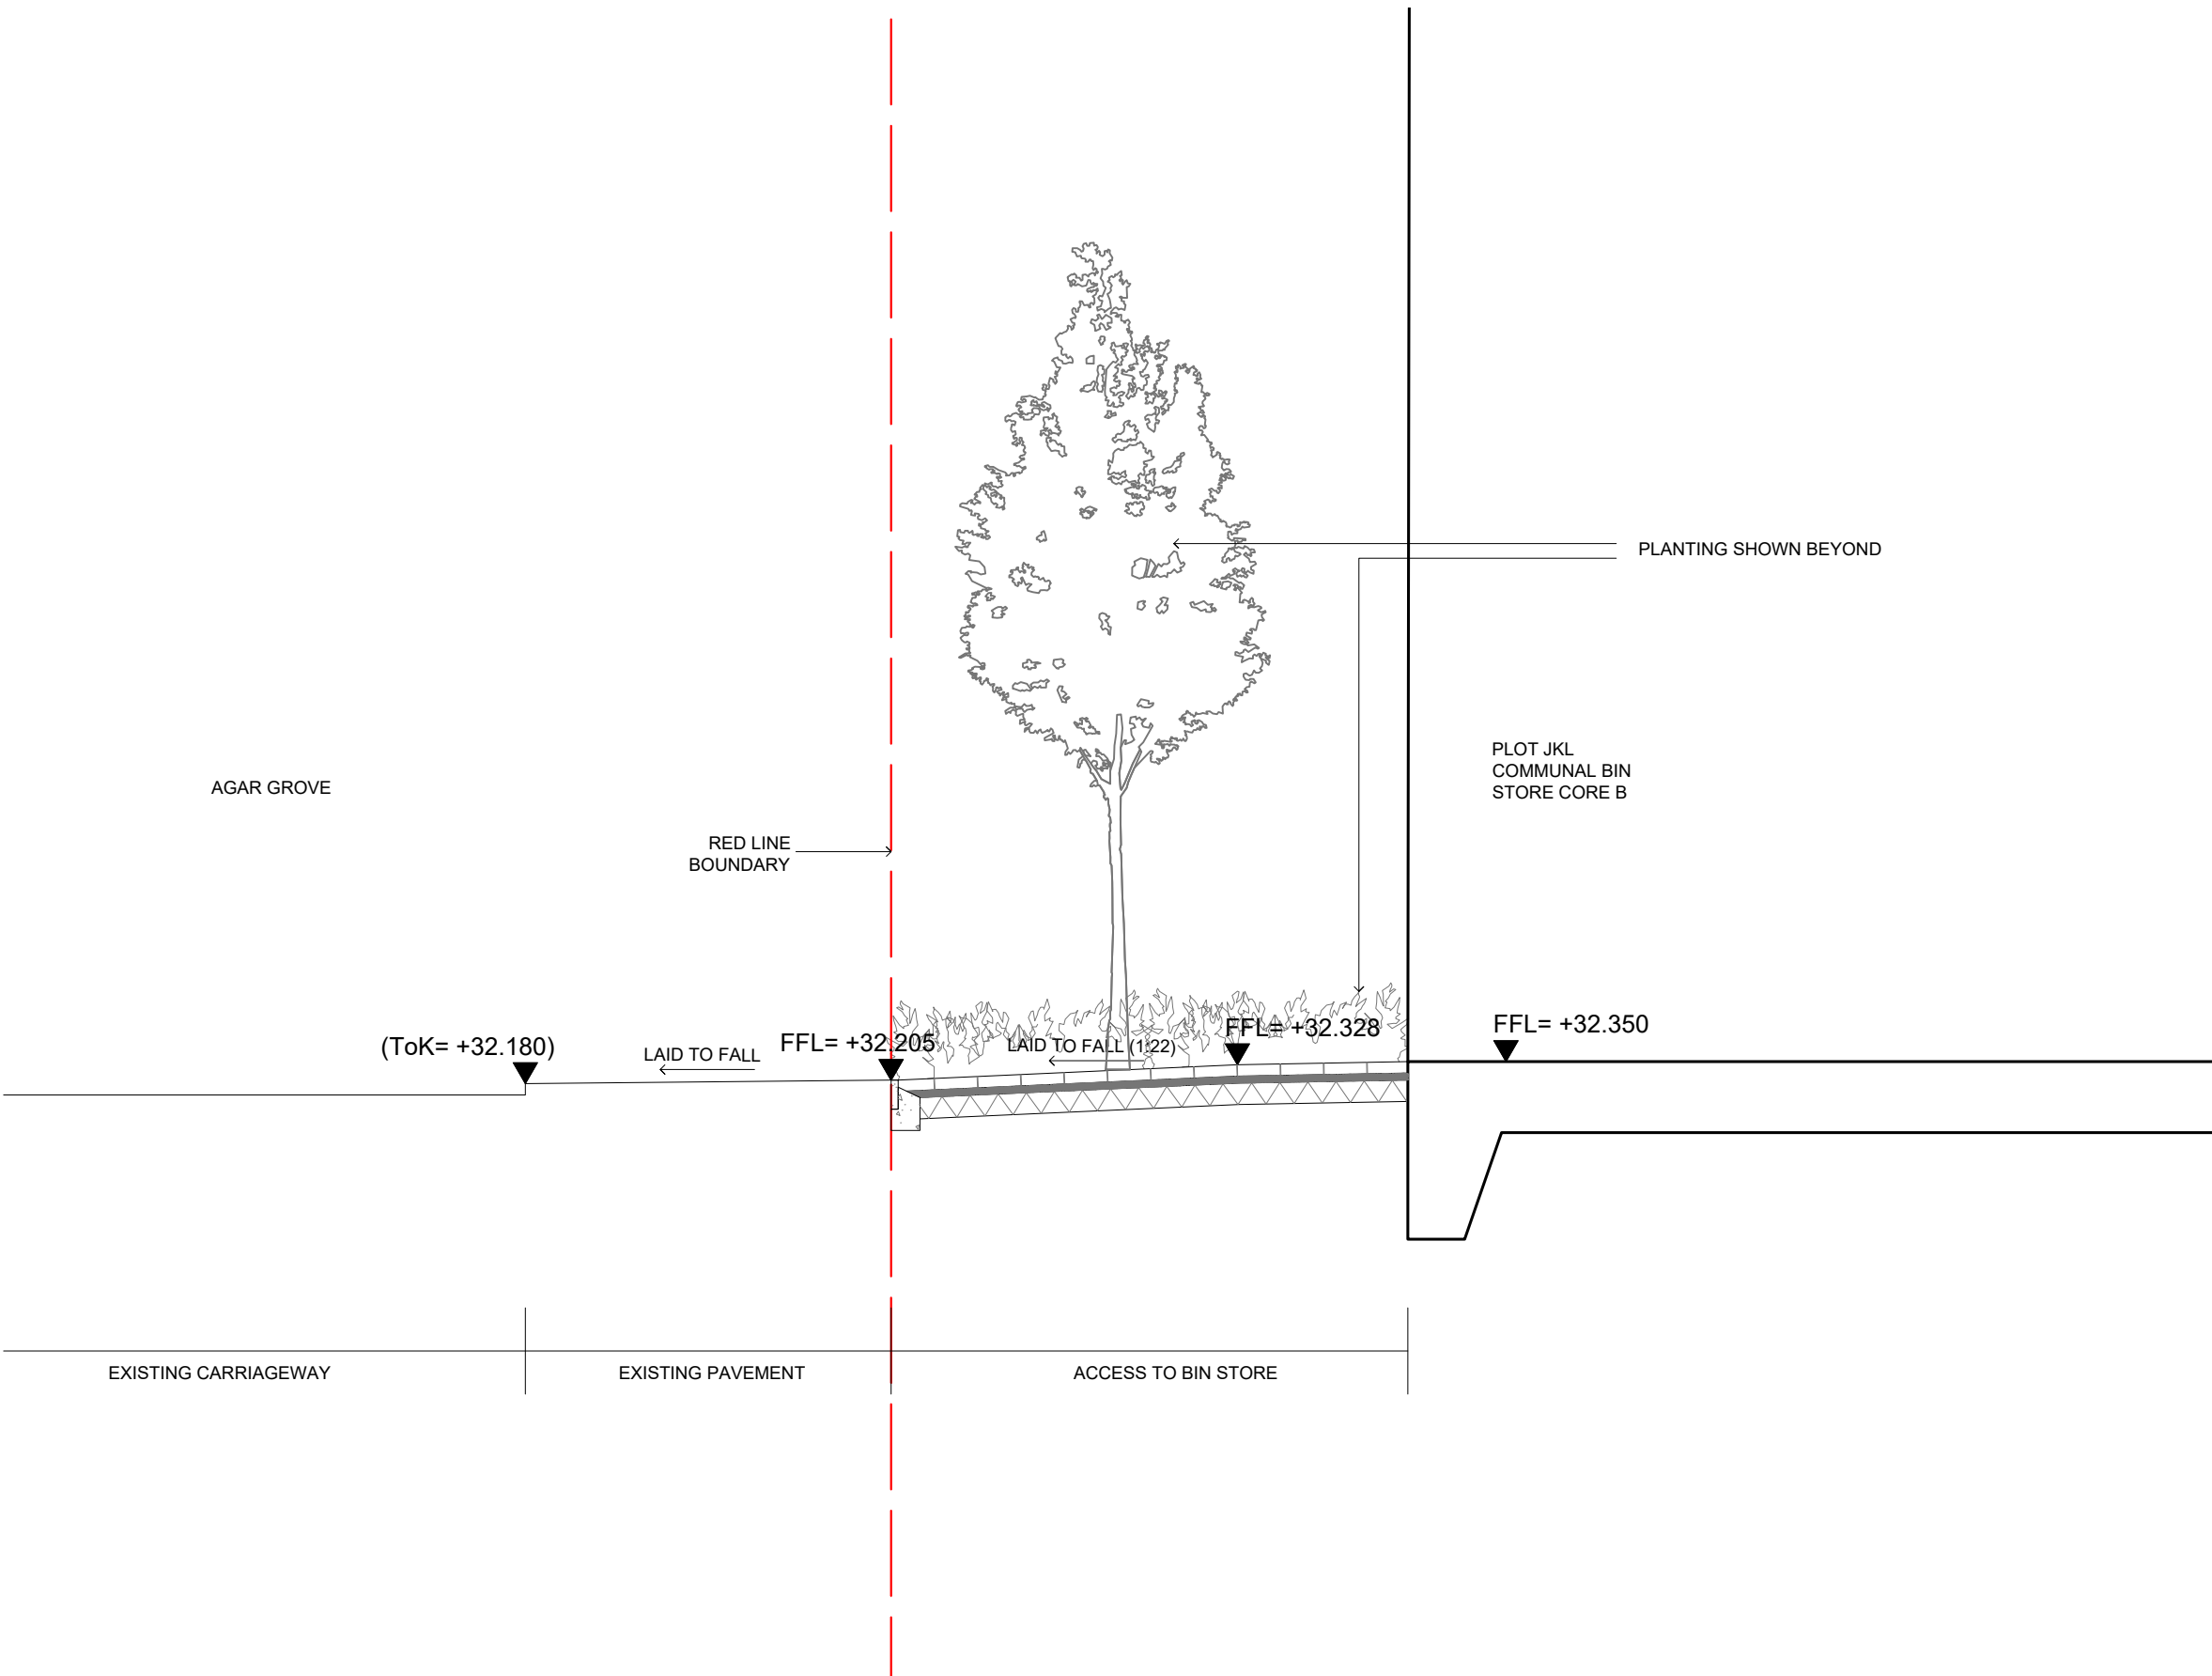 PLANTING SHOWN BEYOND
PLOT JKL
COMMUNAL BIN
STORE CORE B
AGAR GROVE
RED LINE
BOUNDARY
(ToK= +32.180)
LAID TO FALL
FFL= +32.205
LAID TO FALL (1:22)
FFL= +32.328
FFL= +32.350
EXISTING CARRIAGEWAY
EXISTING PAVEMENT
ACCESS TO BIN STORE